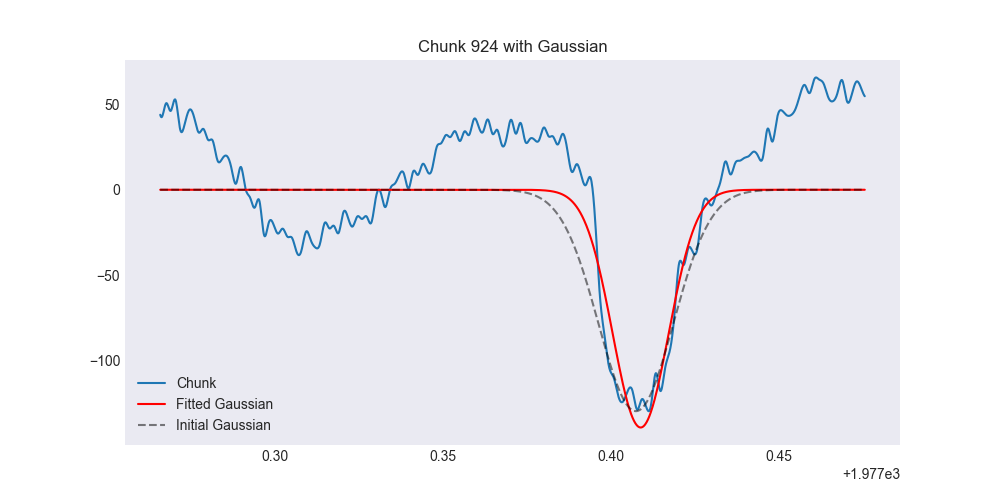 Chunk 924 with Gaussian
50
0
−50
−100
Chunk
Fitted Gaussian
Initial Gaussian
0.30 0.35 0.40 0.45
+1.977e3